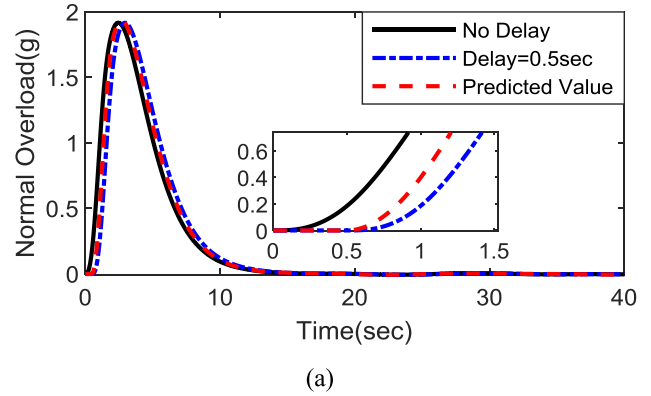 2
1.5
1
0.5
0
Normal Overload(g)
No Delay
Delay=0.5sec
Predicted Value
0.6
0.4
0.2
0
0 0.5 1 1.5
0 10 20 30 40
Time(sec)
(a)